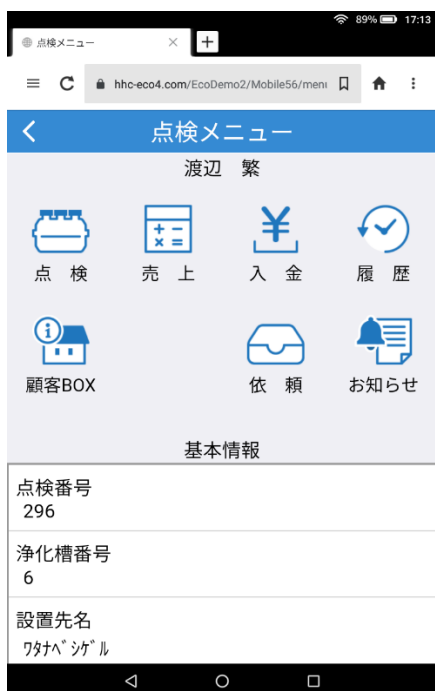 89% 17:13
点検メニュー
hhc-eco4.com/EcoDemo2/Mobile56/menu
点検メニュー
渡辺　繁
点　検 売　上 入　金 履　歴
顧客BOX 依　頼 お知らせ
基本情報
点検番号
296
浄化槽番号
6
設置先名
ﾜﾀﾅﾍﾞ ｼｹﾞﾙ